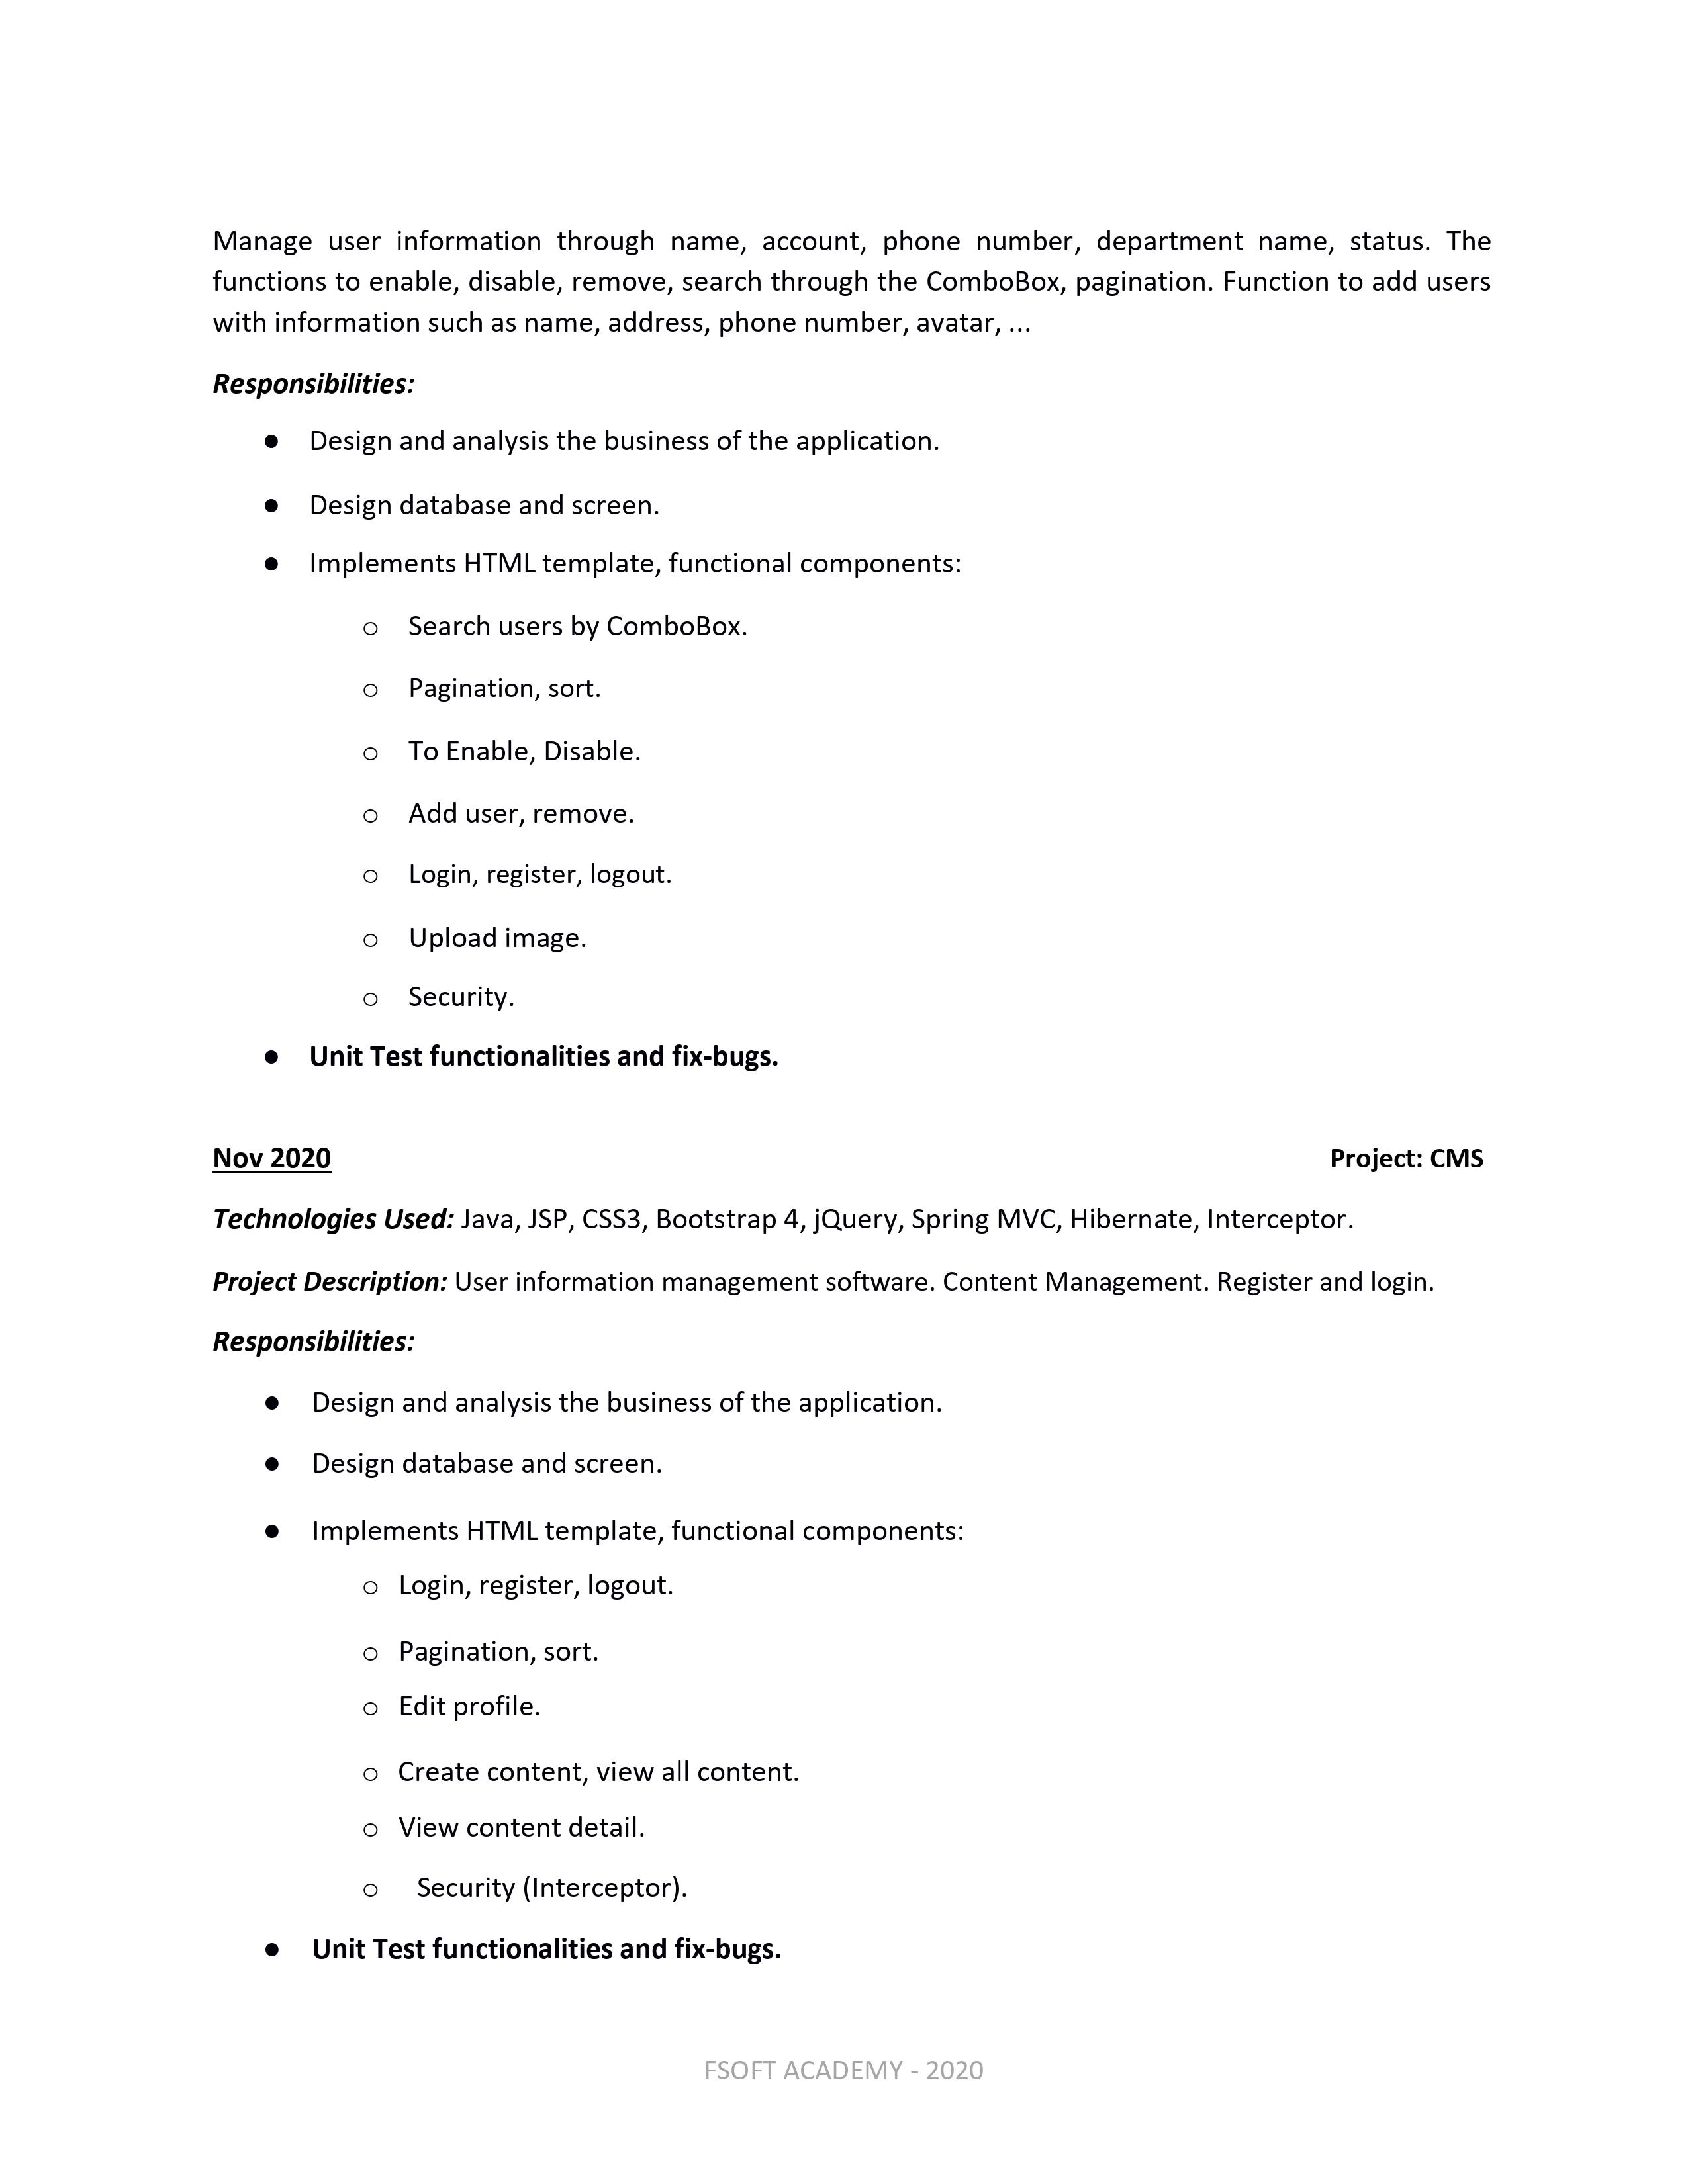 Manage user information through name, account, phone number, department name, status. The
functions to enable, disable, remove, search through the ComboBox, pagination. Function to add users
with information such as name, address, phone number, avatar, ...
Responsibilities:
● Design and analysis the business of the application.
● Design database and screen.
● Implements HTML template, functional components:
o Search users by ComboBox.
o Pagination, sort.
o To Enable, Disable.
o Add user, remove.
o Login, register, logout.
o Upload image.
o Security.
● Unit Test functionalities and fix-bugs.
Nov 2020 Project: CMS
Technologies Used: Java, JSP, CSS3, Bootstrap 4, jQuery, Spring MVC, Hibernate, Interceptor.
Project Description: User information management software. Content Management. Register and login.
Responsibilities:
● Design and analysis the business of the application.
● Design database and screen.
● Implements HTML template, functional components:
o Login, register, logout.
o Pagination, sort.
o Edit profile.
o Create content, view all content.
o View content detail.
o Security (Interceptor).
● Unit Test functionalities and fix-bugs.
FSOFT ACADEMY - 2020